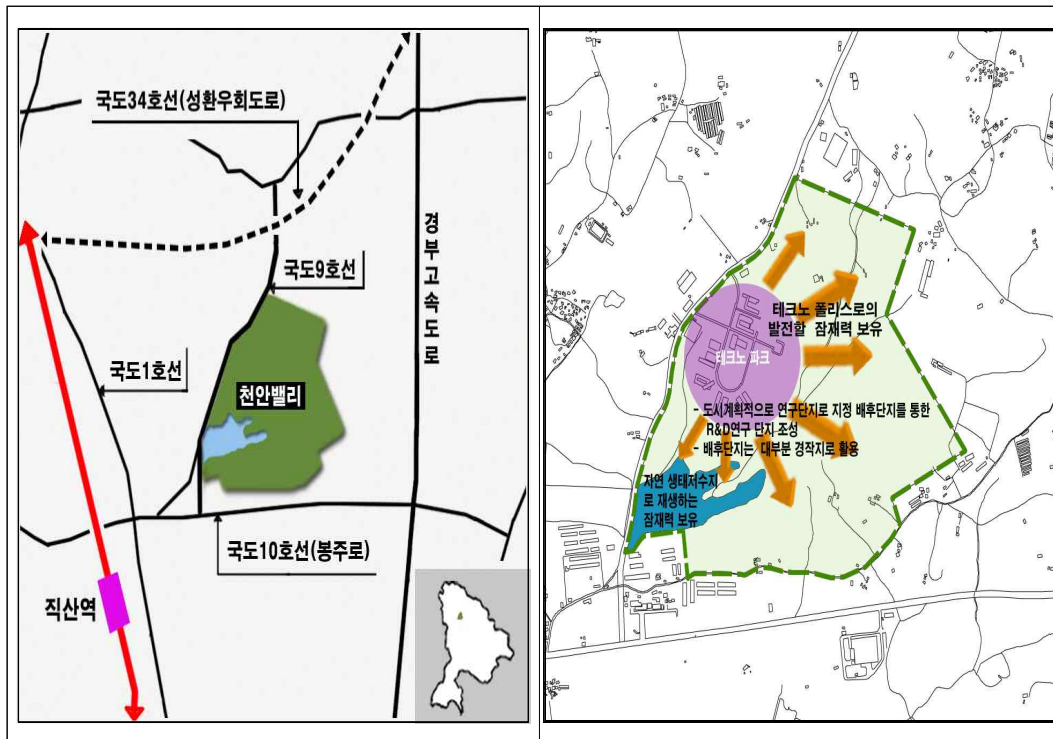 국도34호선(성환우회도로)
경부고속도로
국도9호선
국도1호선
천안밸리
국도10호선(봉주로)
직산역
테크노 폴리스로의
발전할 잠재력 보유
테크노 파크
- 도시계획적으로 연구단지로 지정 배후단지를 통한
R&D연구 단지 조성
- 배후단지는 대부분 경작지로 활용
자연 생태저수지
로 재생하는
잠재력 보유